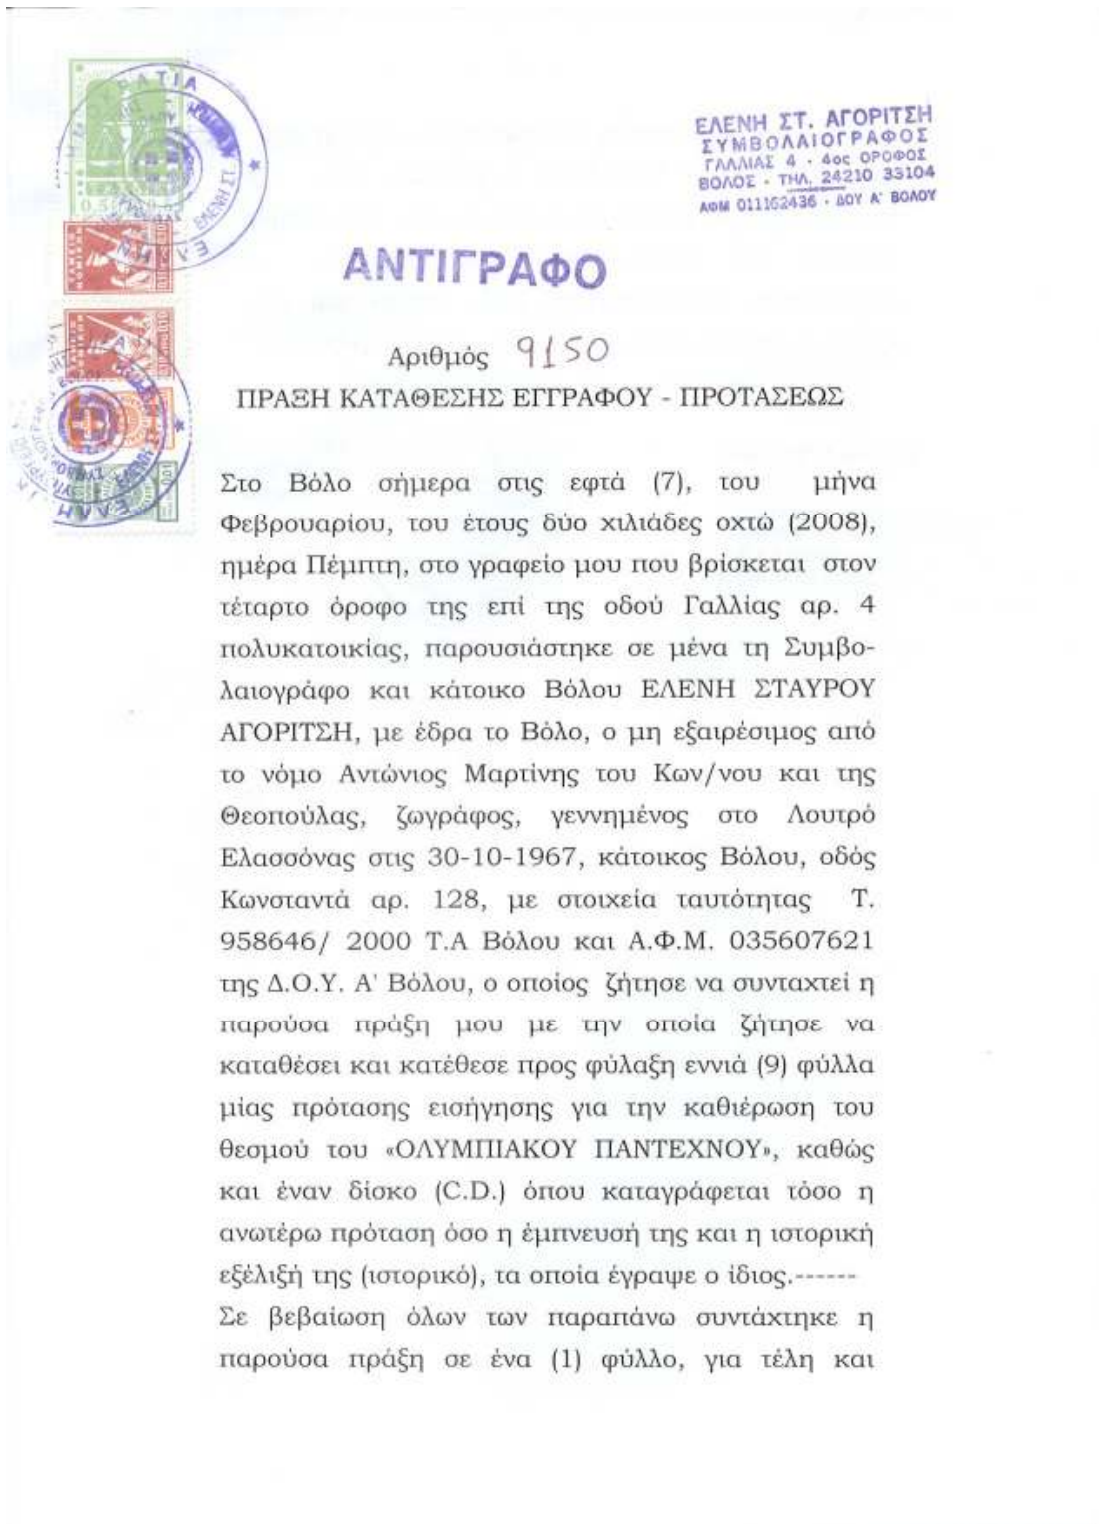 ΕΛΕΝΗ ΣΤ. ΑΓΟΡΙΤΣΗ
ΣΥΜΒΟΛΑΙΟΓΡΑΦΟΣ
ΓΑΛΛΙΑΣ 4 - 4ος ΟΡΟΦΟΣ
ΒΟΛΟΣ - ΤΗΛ. 24210 33104
ΑΦΜ 011162436 - ΔΟΥ Α' ΒΟΛΟΥ
ΑΝΤΙΓΡΑΦΟ
Αριθμός 9150
ΠΡΑΞΗ ΚΑΤΑΘΕΣΗΣ ΕΓΓΡΑΦΟΥ - ΠΡΟΤΑΣΕΩΣ
Στο Βόλο σήμερα στις εφτά (7), του μήνα
Φεβρουαρίου, του έτους δύο χιλιάδες οχτώ (2008),
ημέρα Πέμπτη, στο γραφείο μου που βρίσκεται στον
τέταρτο όροφο της επί της οδού Γαλλίας αρ. 4
πολυκατοικίας, παρουσιάστηκε σε μένα τη Συμβο-
λαιογράφο και κάτοικο Βόλου ΕΛΕΝΗ ΣΤΑΥΡΟΥ
ΑΓΟΡΙΤΣΗ, με έδρα το Βόλο, ο μη εξαιρέσιμος από
το νόμο Αντώνιος Μαρτίνης του Κων/νου και της
Θεοπούλας, ζωγράφος, γεννημένος στο Λουτρό
Ελασσόνας στις 30-10-1967, κάτοικος Βόλου, οδός
Κωνσταντά αρ. 128, με στοιχεία ταυτότητας Τ.
958646/ 2000 Τ.Α Βόλου και Α.Φ.Μ. 035607621
της Δ.Ο.Υ. Α' Βόλου, ο οποίος ζήτησε να συνταχτεί η
παρούσα πράξη μου με την οποία ζήτησε να
καταθέσει και κατέθεσε προς φύλαξη εννιά (9) φύλλα
μίας πρότασης εισήγησης για την καθιέρωση του
θεσμού του «ΟΛΥΜΠΙΑΚΟΥ ΠΑΝΤΕΧΝΟΥ», καθώς
και έναν δίσκο (C.D.) όπου καταγράφεται τόσο η
ανωτέρω πρόταση όσο η έμπνευσή της και η ιστορική
εξέλιξή της (ιστορικό), τα οποία έγραψε ο ίδιος.------
Σε βεβαίωση όλων των παραπάνω συντάχτηκε η
παρούσα πράξη σε ένα (1) φύλλο, για τέλη και